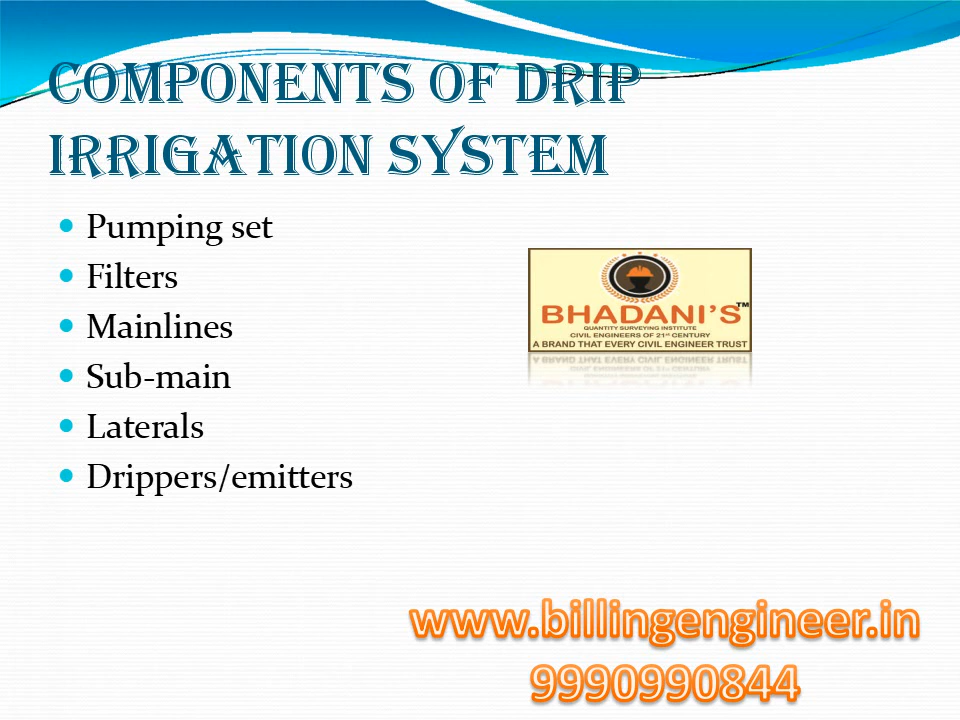 COMPONENTS OF DRIP
IRRIGATION SYSTEM
Pumping set
Filters
Mainlines
Sub-main
Laterals
Drippers/emitters
BHADANI'S™
QUANTITY SURVEYING INSTITUTE
CIVIL ENGINEERS OF 21st CENTURY
A BRAND THAT EVERY CIVIL ENGINEER TRUST
www.billingengineer.in
9990990844